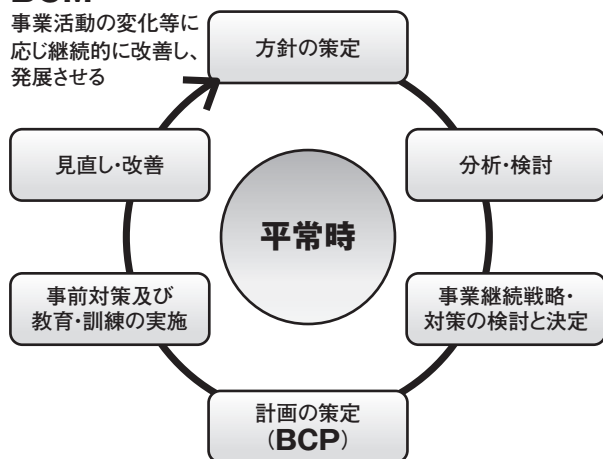 BCM
事業活動の変化等に
応じ継続的に改善し、
発展させる
方針の策定
見直し・改善
分析・検討
平常時
事前対策及び
教育・訓練の実施
事業継続戦略・
対策の検討と決定
計画の策定
（BCP）